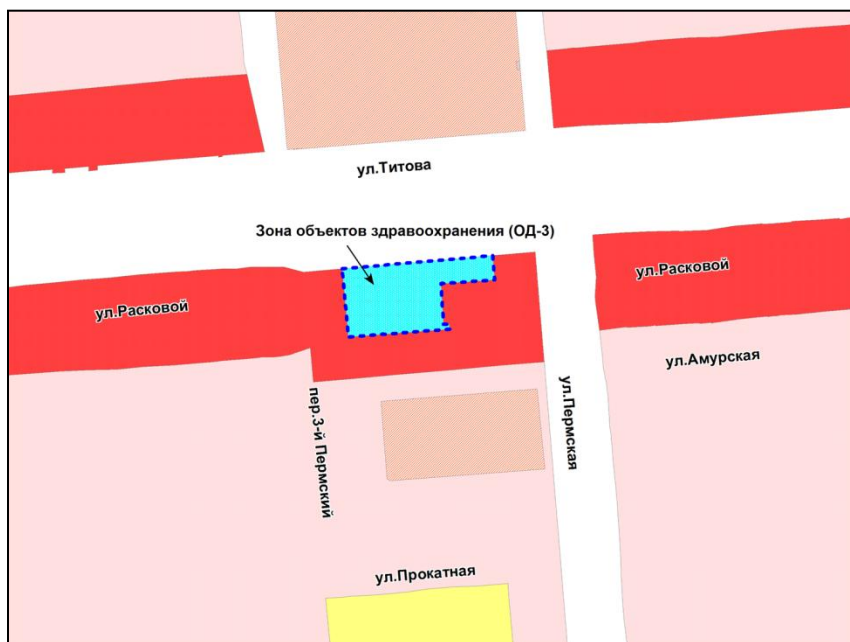 ул.Титова
Зона объектов здравоохранения (ОД-3)
ул.Расковой
ул.Расковой
ул.Амурская
пер.3-й Пермский
ул.Пермская
ул.Прокатная